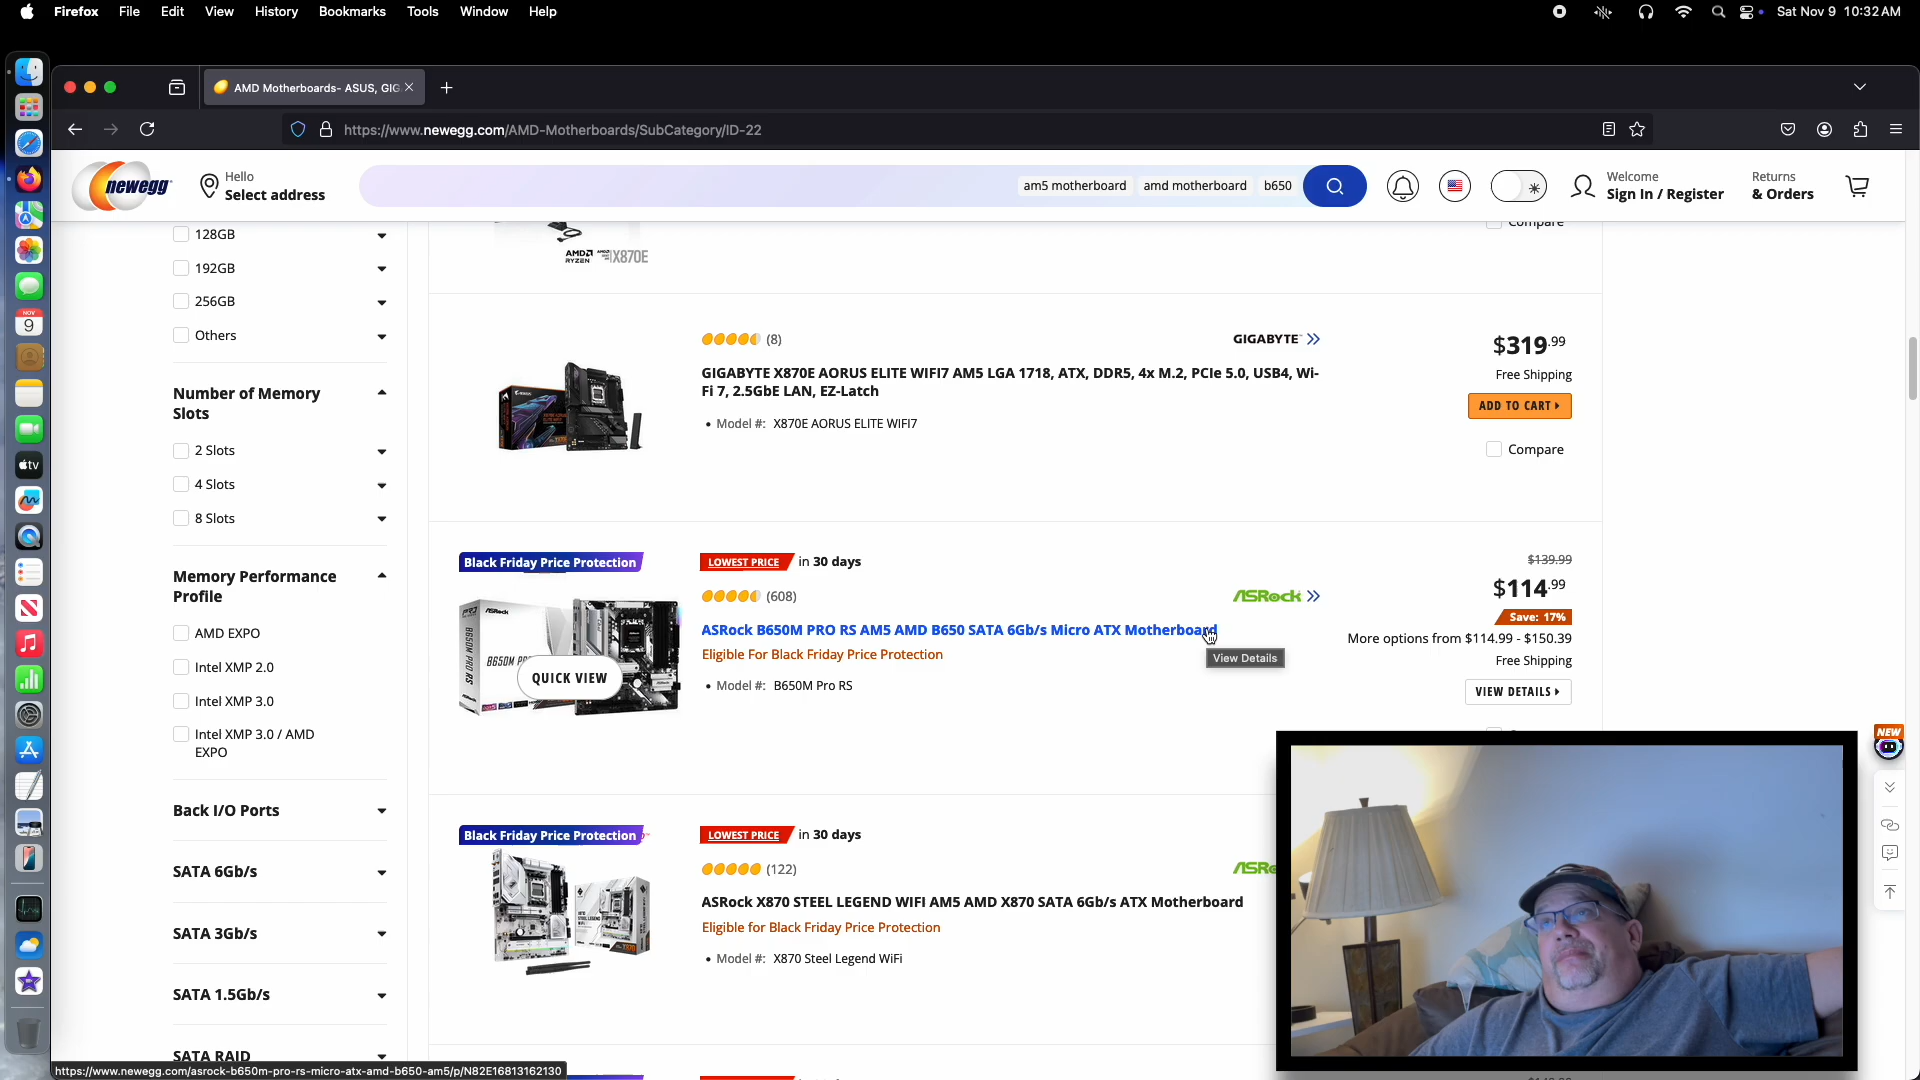 Firefox File Edit View History Bookmarks Tools Window Help
Sat Nov 9 10:32 AM
AMD Motherboards- ASUS, GIG
https://www.newegg.com/AMD-Motherboards/SubCategory/ID-22
newegg
Hello
Select address
am5 motherboard
amd motherboard
b650
Welcome
Sign In / Register
Returns
& Orders
NOV
9
tv
128GB
192GB
256GB
Others
Number of Memory
Slots
2 Slots
4 Slots
8 Slots
Memory Performance
Profile
AMD EXPO
Intel XMP 2.0
Intel XMP 3.0
Intel XMP 3.0 / AMD
EXPO
Back I/O Ports
SATA 6Gb/s
SATA 3Gb/s
SATA 1.5Gb/s
SATA RAID
AMD
RYZEN
X870E
Compare
(8)
GIGABYTE
GIGABYTE X870E AORUS ELITE WIFI7 AM5 LGA 1718, ATX, DDR5, 4x M.2, PCIe 5.0, USB4, Wi-
Fi 7, 2.5GbE LAN, EZ-Latch
• Model #: X870E AORUS ELITE WIFI7
$319.99
Free Shipping
ADD TO CART
Compare
Black Friday Price Protection
LOWEST PRICE in 30 days
(608)
ASRock
ASRock B650M PRO RS AM5 AMD B650 SATA 6Gb/s Micro ATX Motherboard
Eligible For Black Friday Price Protection
View Details
• Model #: B650M Pro RS
QUICK VIEW
ASRock
B650M PRO RS
$139.99
$114.99
Save: 17%
More options from $114.99 - $150.39
Free Shipping
VIEW DETAILS
Black Friday Price Protection
LOWEST PRICE in 30 days
(122)
ASRock X870 STEEL LEGEND WIFI AM5 AMD X870 SATA 6Gb/s ATX Motherboard
Eligible for Black Friday Price Protection
• Model #: X870 Steel Legend WiFi
NEW
https://www.newegg.com/asrock-b650m-pro-rs-micro-atx-amd-b650-am5/p/N82E16813162130